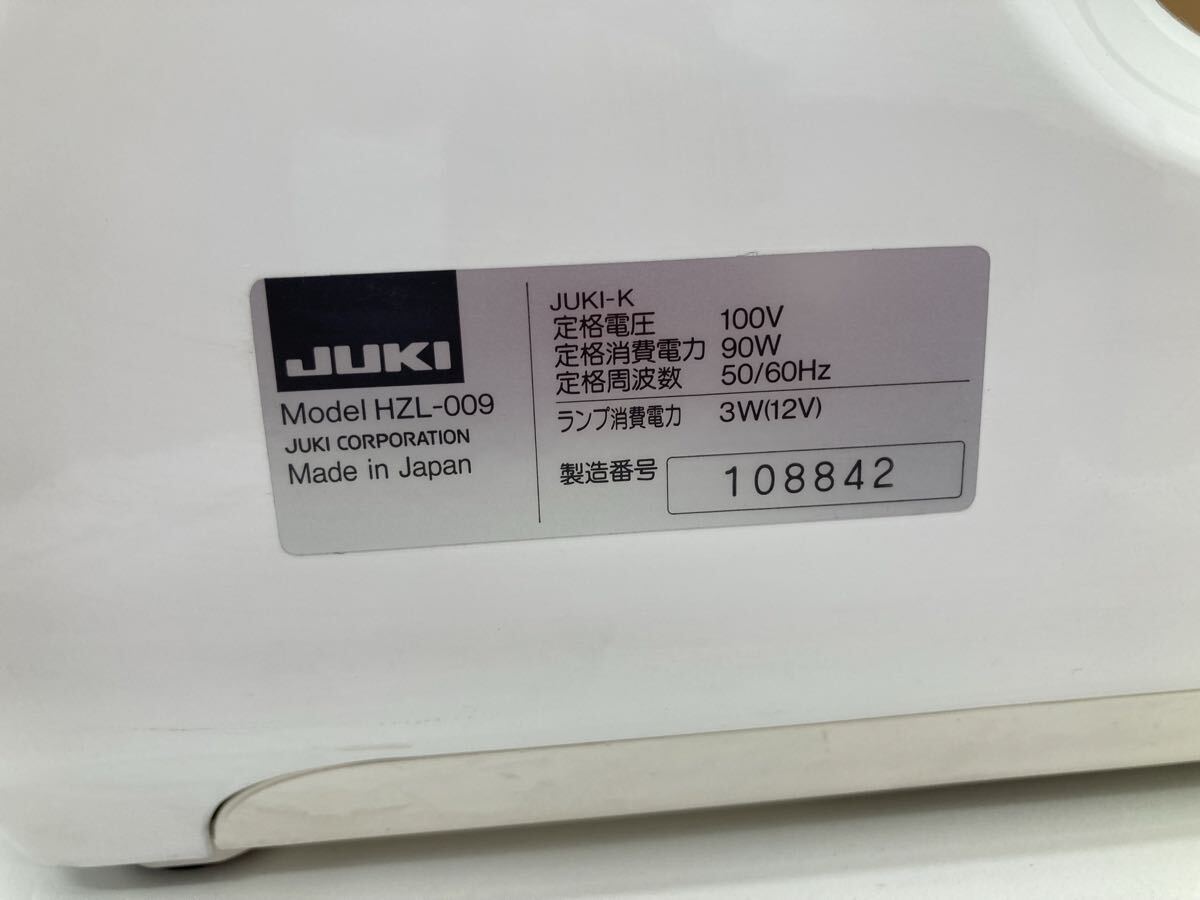 JUKI
Model HZL-009
JUKI CORPORATION
Made in Japan
JUKI-K
定格電圧 100V
定格消費電力 90W
定格周波数 50/60Hz
ランプ消費電力 3W(12V)
製造番号 108842